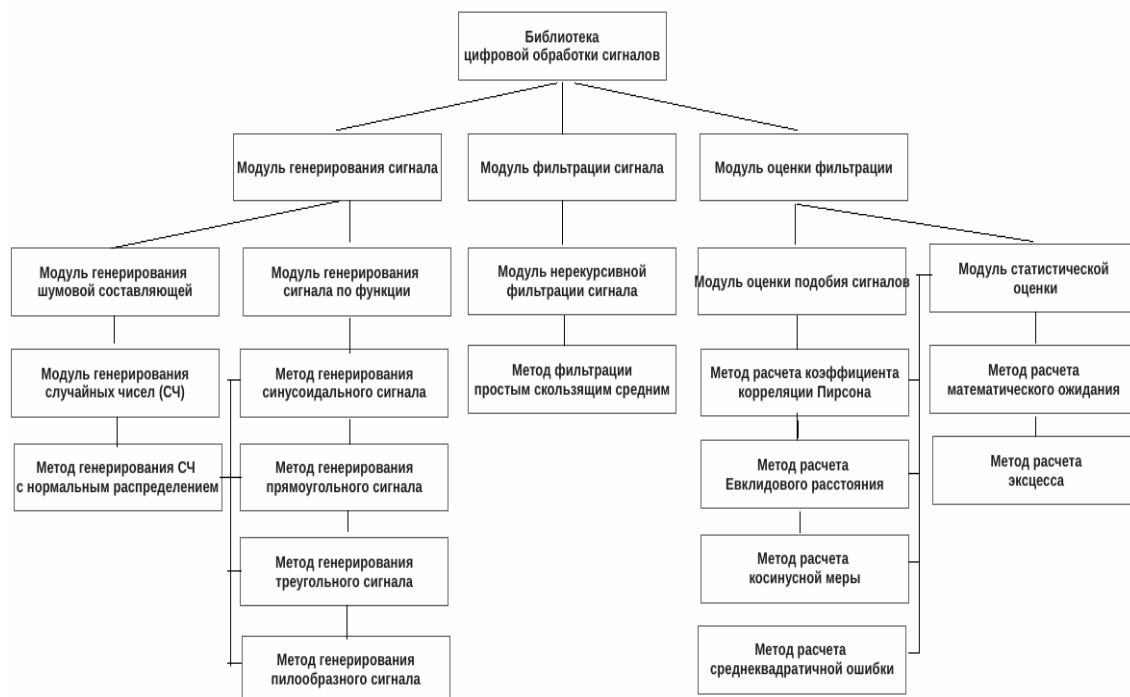 Библиотека
цифровой обработки сигналов
Модуль генерирования сигнала
Модуль фильтрации сигнала
Модуль оценки фильтрации
Модуль генерирования
шумовой составляющей
Модуль генерирования
сигнала по функции
Модуль нерекурсивной
фильтрации сигнала
Модуль оценки подобия сигналов
Модуль статистической
оценки
Модуль генерирования
случайных чисел (СЧ)
Метод генерирования
синусоидального сигнала
Метод фильтрации
простым скользящим средним
Метод расчета коэффициента
корреляции Пирсона
Метод расчета
математического ожидания
Метод генерирования СЧ
с нормальным распределением
Метод генерирования
прямоугольного сигнала
Метод расчета
Евклидового расстояния
Метод расчета
эксцесса
Метод генерирования
треугольного сигнала
Метод расчета
косинусной меры
Метод генерирования
пилообразного сигнала
Метод расчета
среднеквадратичной ошибки